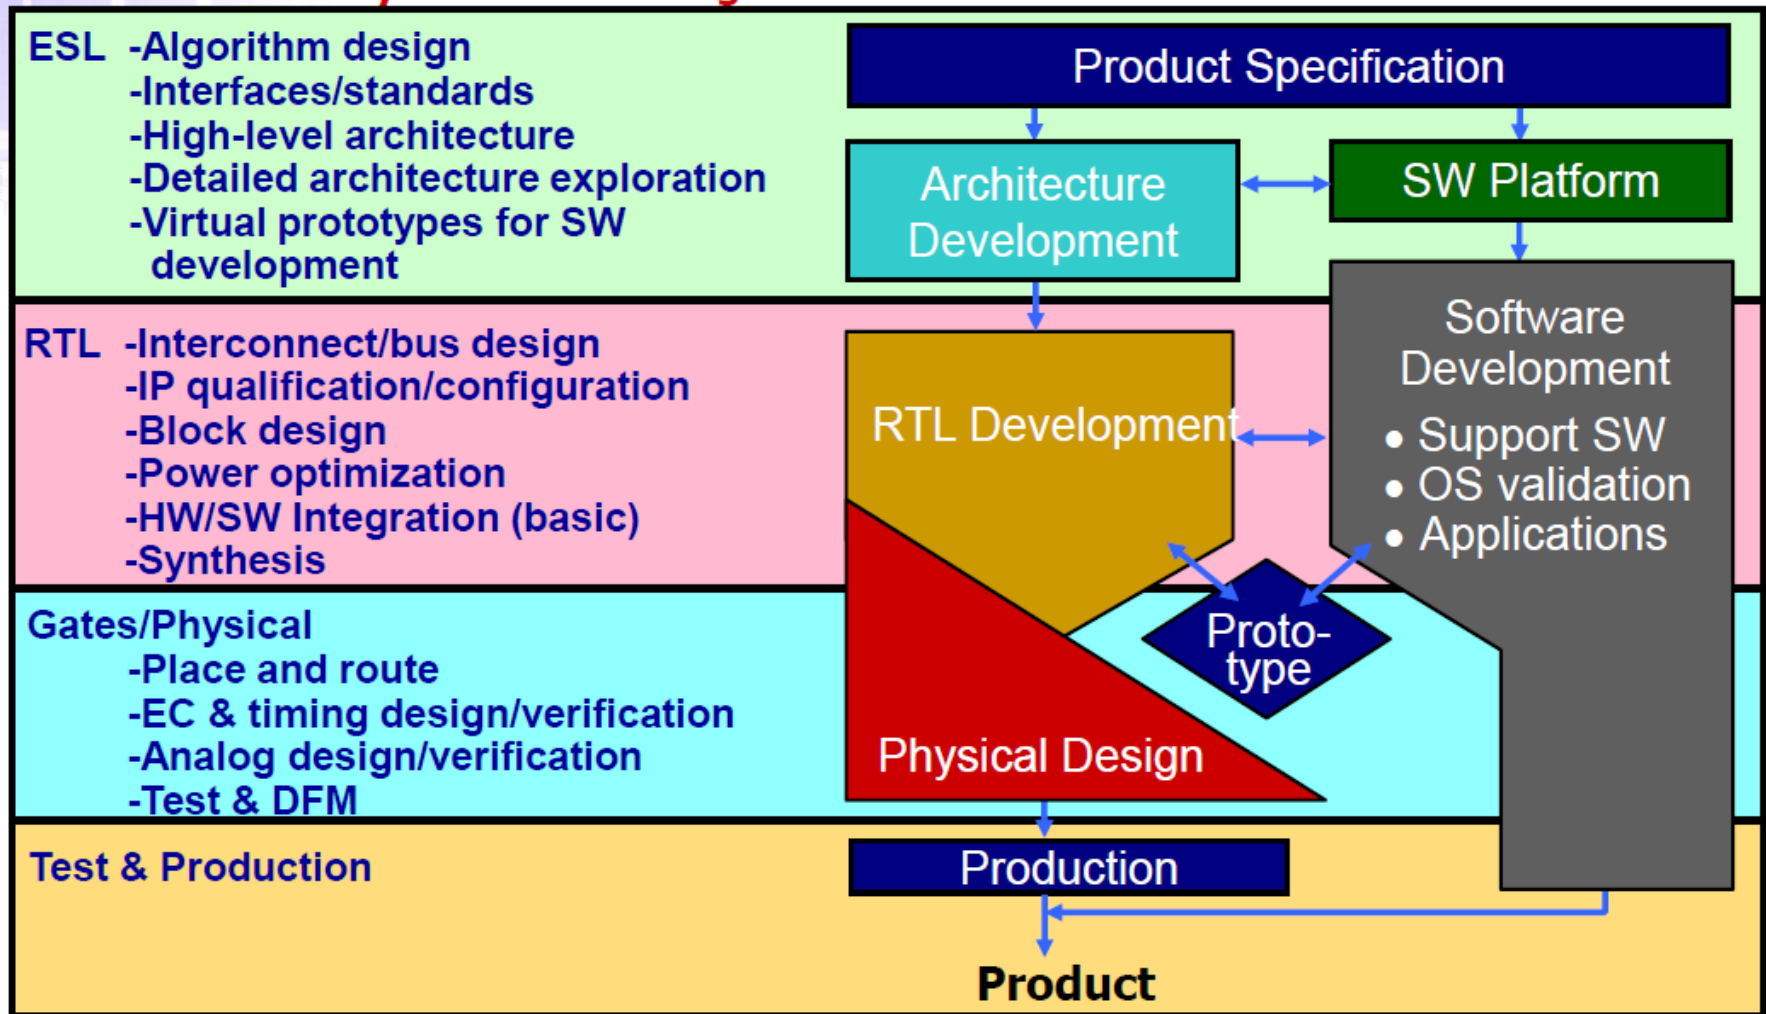 ESL -Algorithm design
-Interfaces/standards
-High-level architecture
-Detailed architecture exploration
-Virtual prototypes for SW
development
Product Specification
Architecture
Development
SW Platform
RTL -Interconnect/bus design
-IP qualification/configuration
-Block design
-Power optimization
-HW/SW Integration (basic)
-Synthesis
RTL Development
Software
Development
• Support SW
• OS validation
• Applications
Gates/Physical
-Place and route
-EC & timing design/verification
-Analog design/verification
-Test & DFM
Proto-
type
Physical Design
Test & Production
Production
Product